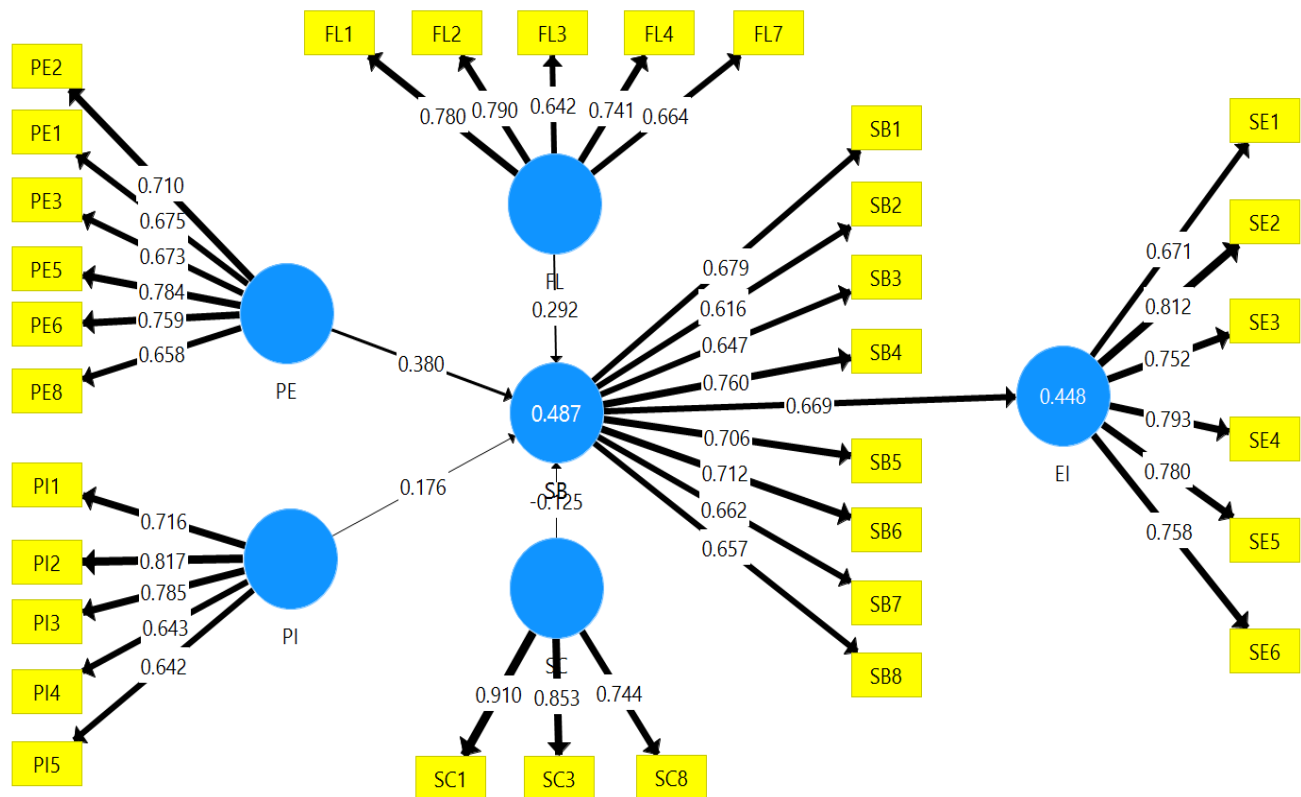 FL1 FL2 FL3 FL4 FL7
PE2
PE1
PE3
PE5
PE6
PE8
0.710
0.675
0.673
0.784
0.759
0.658
PE
0.780 0.790 0.642 0.741 0.664
FL
0.292
0.380
0.487
SB
-0.125
0.176
PI1
PI2
PI3
PI4
PI5
0.716
0.817
0.785
0.643
0.642
PI
SC
0.910 0.853 0.744
SC1 SC3 SC8
0.679
0.616
0.647
0.760
0.669
0.706
0.712
0.662
0.657
SB1
SB2
SB3
SB4
SB5
SB6
SB7
SB8
0.448
EI
0.671
0.812
0.752
0.793
0.780
0.758
SE1
SE2
SE3
SE4
SE5
SE6